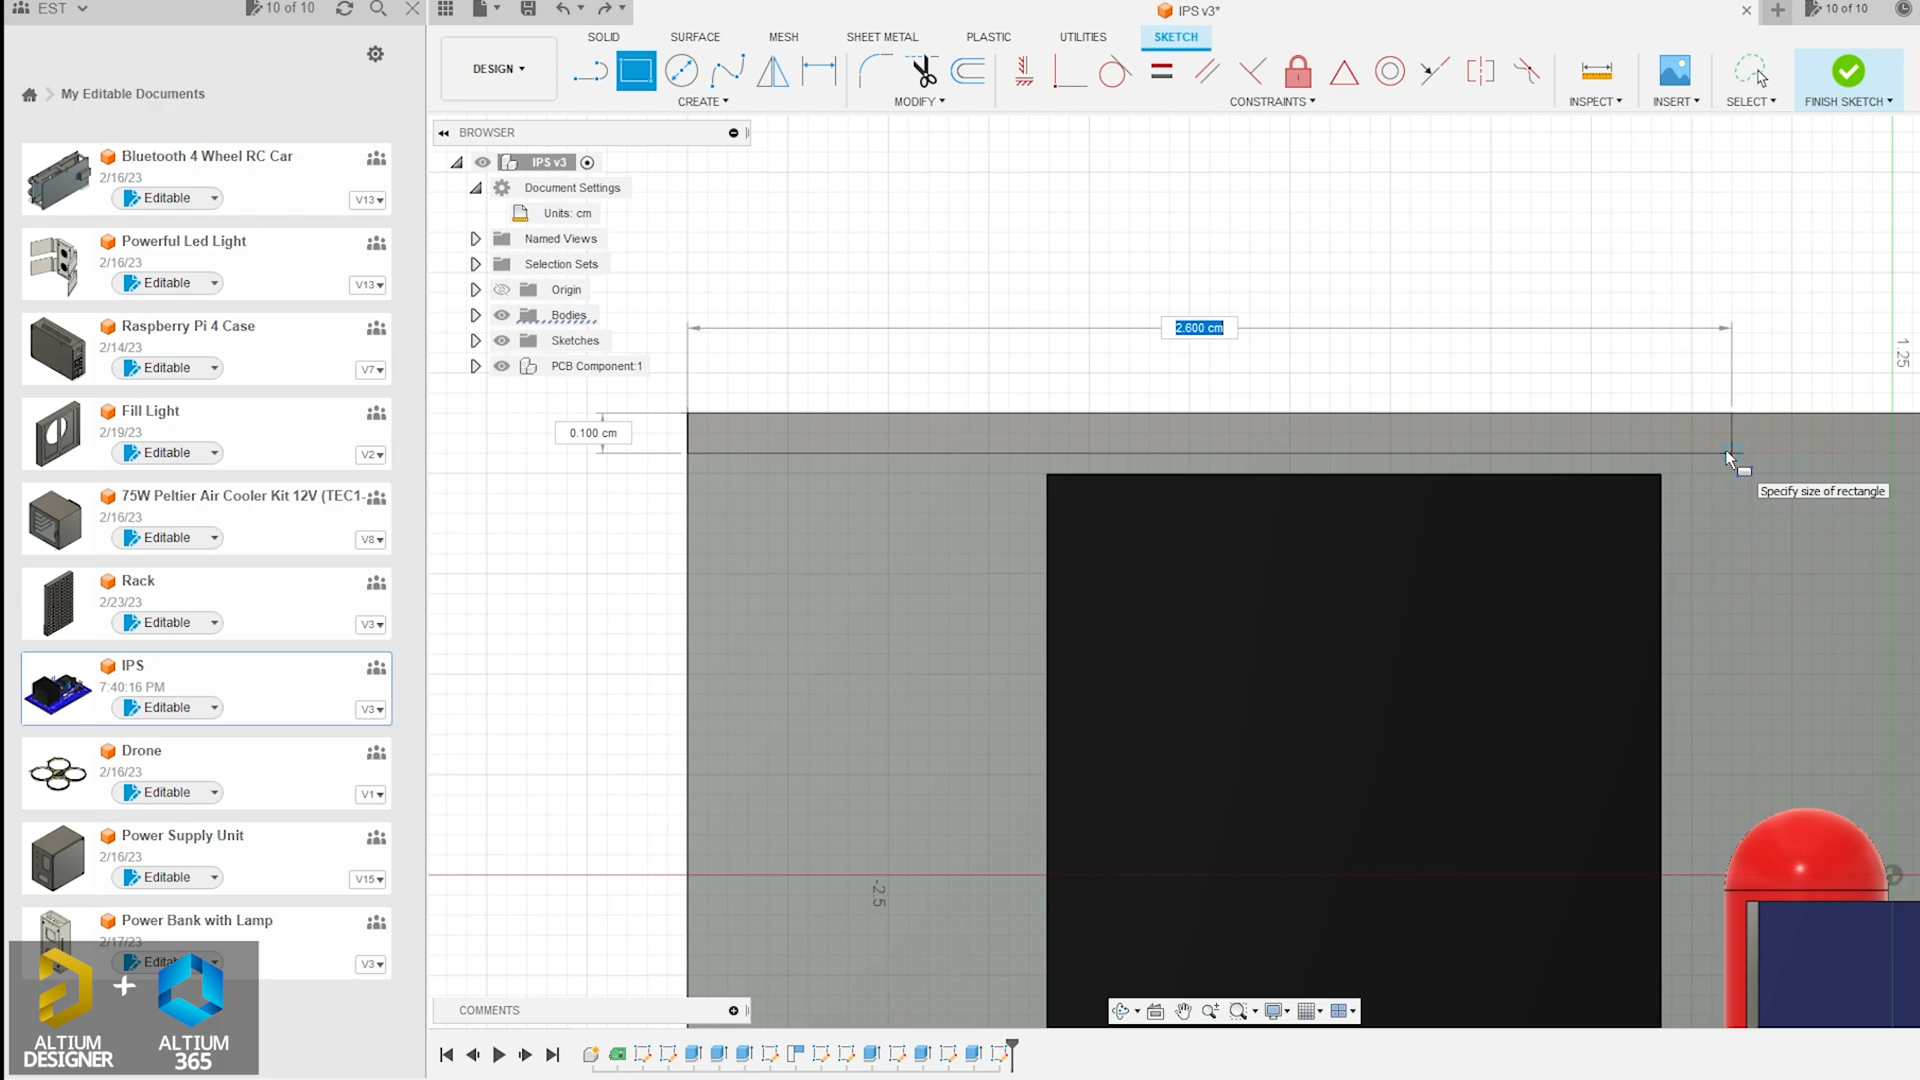 EST
10 of 10
My Editable Documents
Bluetooth 4 Wheel RC Car
2/16/23
Editable
V13
Powerful Led Light
2/16/23
Editable
V13
Raspberry Pi 4 Case
2/14/23
Editable
V7
Fill Light
2/19/23
Editable
V2
75W Peltier Air Cooler Kit 12V (TEC1-
2/16/23
Editable
V8
Rack
2/23/23
Editable
V3
IPS
7:40:16 PM
Editable
V3
Drone
2/16/23
Editable
V1
Power Supply Unit
2/16/23
Editable
V15
Power Bank with Lamp
2/17/23
V3
ALTIUM DESIGNER
+
ALTIUM 365
IPS v3*
10 of 10
DESIGN
SOLID
SURFACE
MESH
SHEET METAL
PLASTIC
UTILITIES
SKETCH
CREATE
MODIFY
CONSTRAINTS
INSPECT
INSERT
SELECT
FINISH SKETCH
BROWSER
IPS v3
Document Settings
Units: cm
Named Views
Selection Sets
Origin
Bodies
Sketches
PCB Component:1
2.600 cm
1.25
0.100 cm
Specify size of rectangle
-2.5
COMMENTS